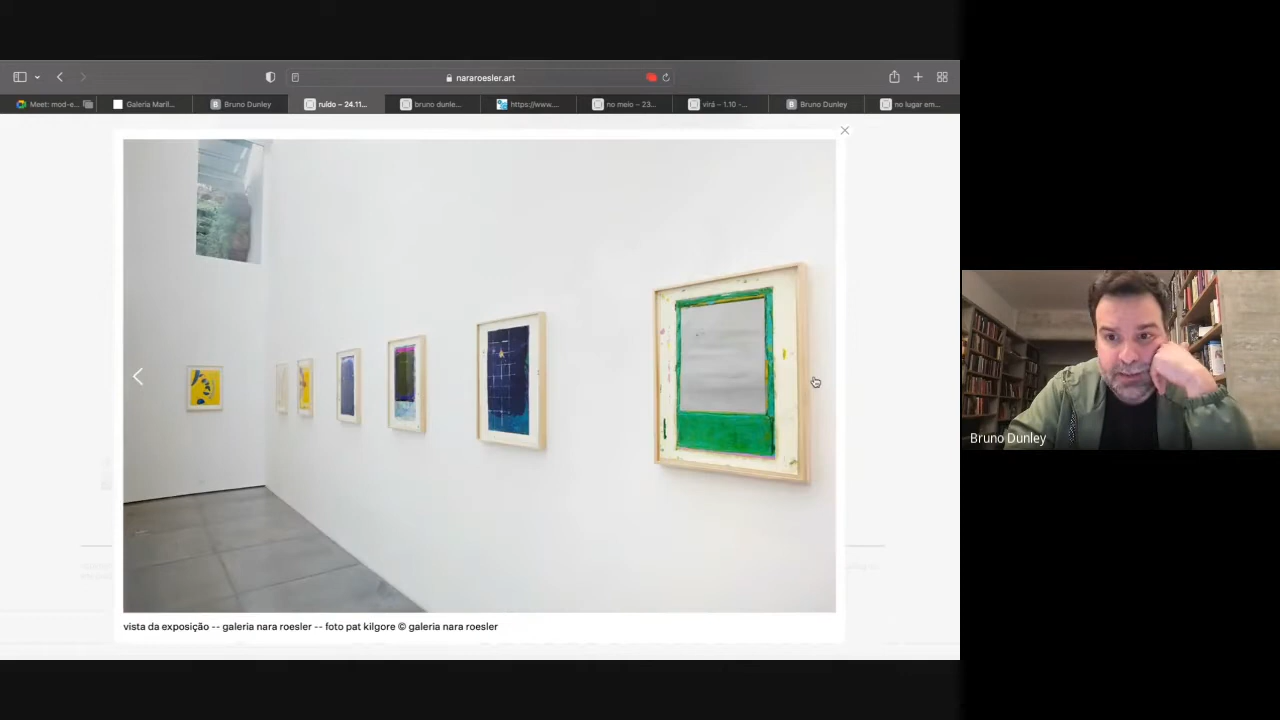 nararoesler.art
Meet: mod-e...
Galeria Maril...
Bruno Dunley
ruído – 24.11...
bruno dunle...
https://www....
no meio – 23...
virá – 1.10 -...
Bruno Dunley
no lugar em...
vista da exposição -- galeria nara roesler -- foto pat kilgore © galeria nara roesler
Bruno Dunley